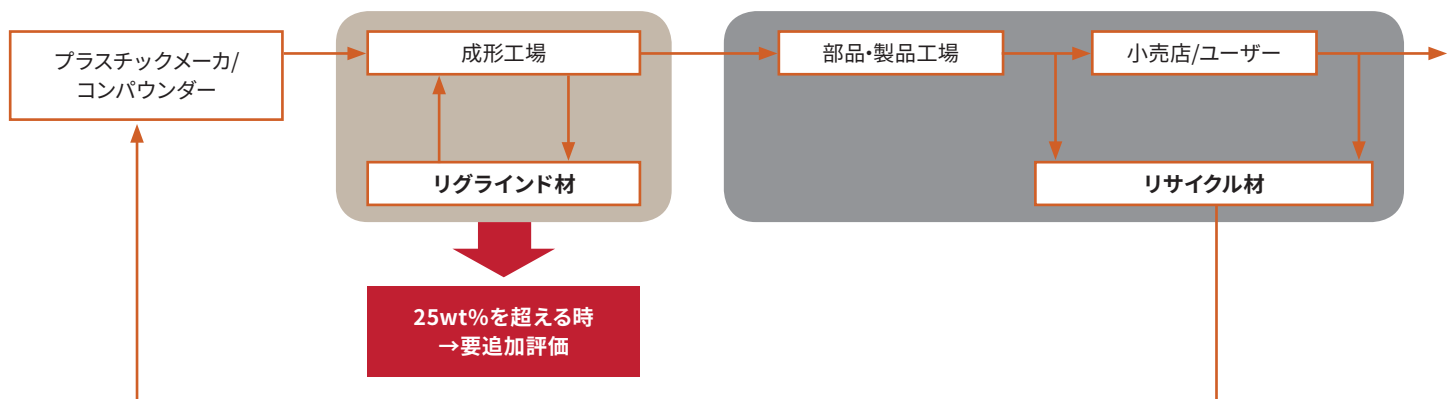 プラスチックメーカ/
コンパウンダー
成形工場
部品・製品工場
小売店/ユーザー
リグラインド材
リサイクル材
25wt%を超える時
→要追加評価